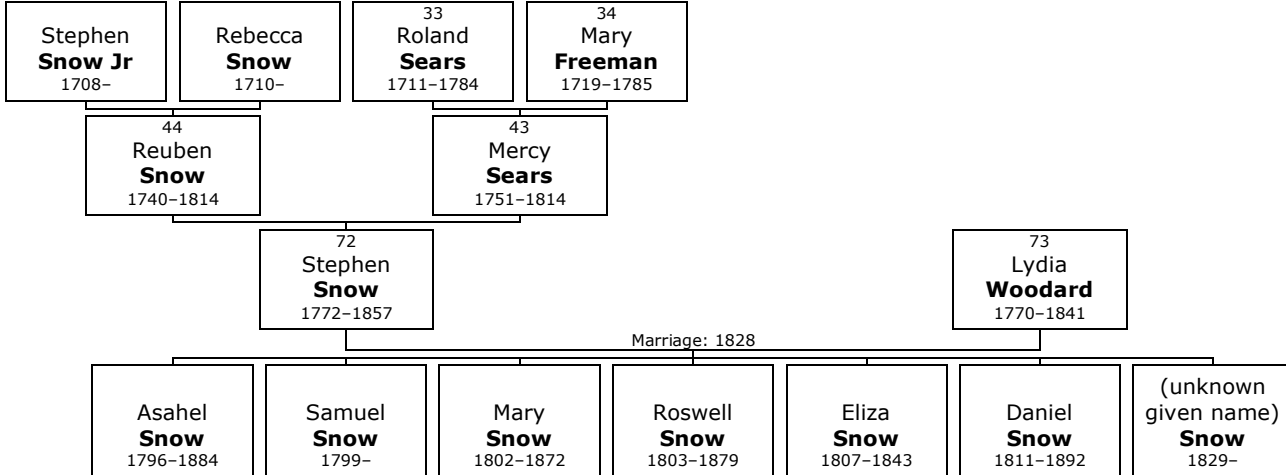 Stephen
Snow Jr
1708–
Rebecca
Snow
1710–
33
Roland
Sears
1711–1784
34
Mary
Freeman
1719–1785
44
Reuben
Snow
1740–1814
43
Mercy
Sears
1751–1814
72
Stephen
Snow
1772–1857
73
Lydia
Woodard
1770–1841
Marriage: 1828
Asahel
Snow
1796–1884
Samuel
Snow
1799–
Mary
Snow
1802–1872
Roswell
Snow
1803–1879
Eliza
Snow
1807–1843
Daniel
Snow
1811–1892
(unknown
given name)
Snow
1829–